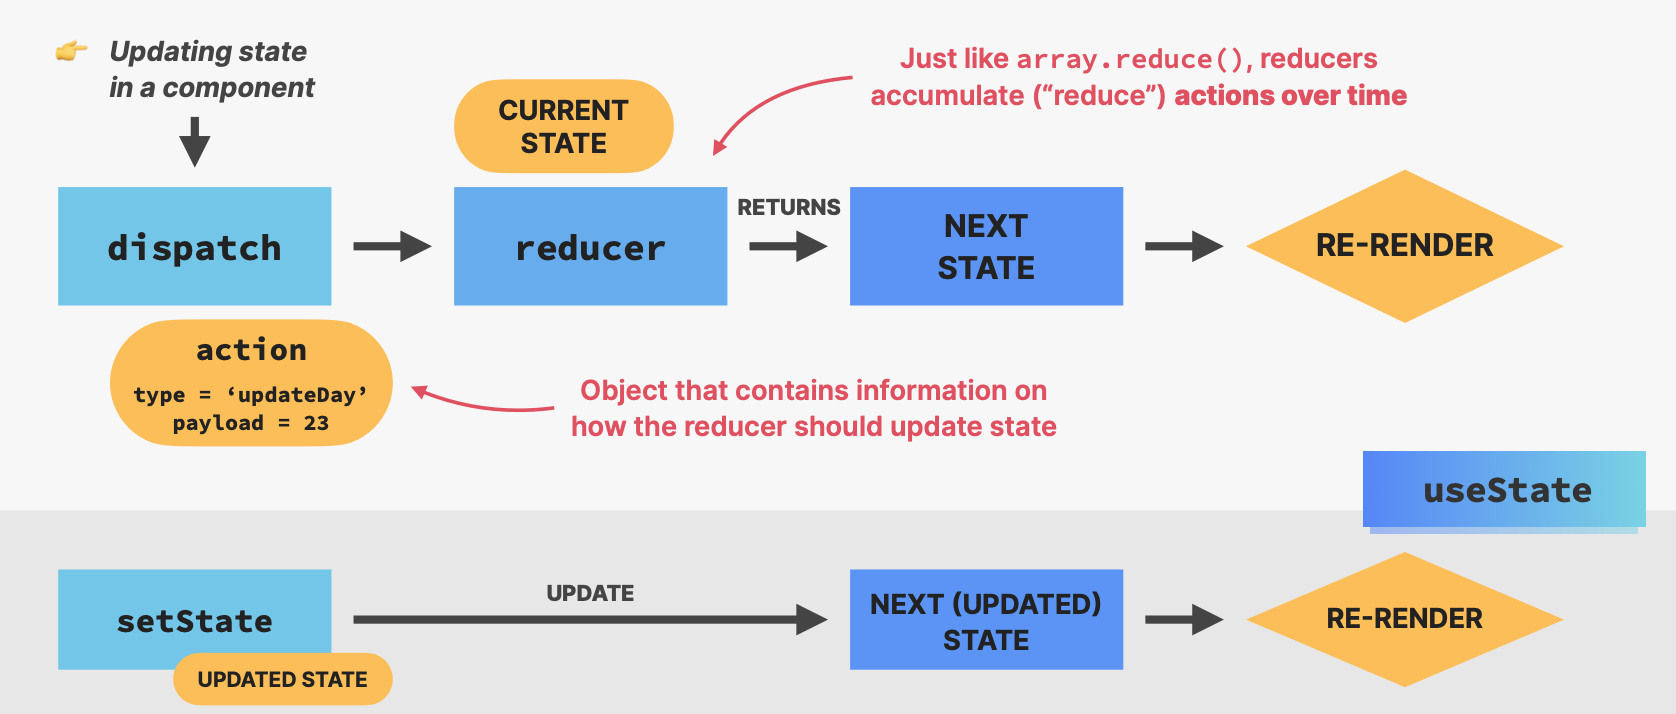 👉 Updating state
in a component
CURRENT
STATE
Just like array.reduce(), reducers
accumulate (“reduce”) actions over time
dispatch
reducer
RETURNS
NEXT
STATE
RE-RENDER
action
type = ‘updateDay’
payload = 23
Object that contains information on
how the reducer should update state
useState
setState
UPDATED STATE
UPDATE
NEXT (UPDATED)
STATE
RE-RENDER